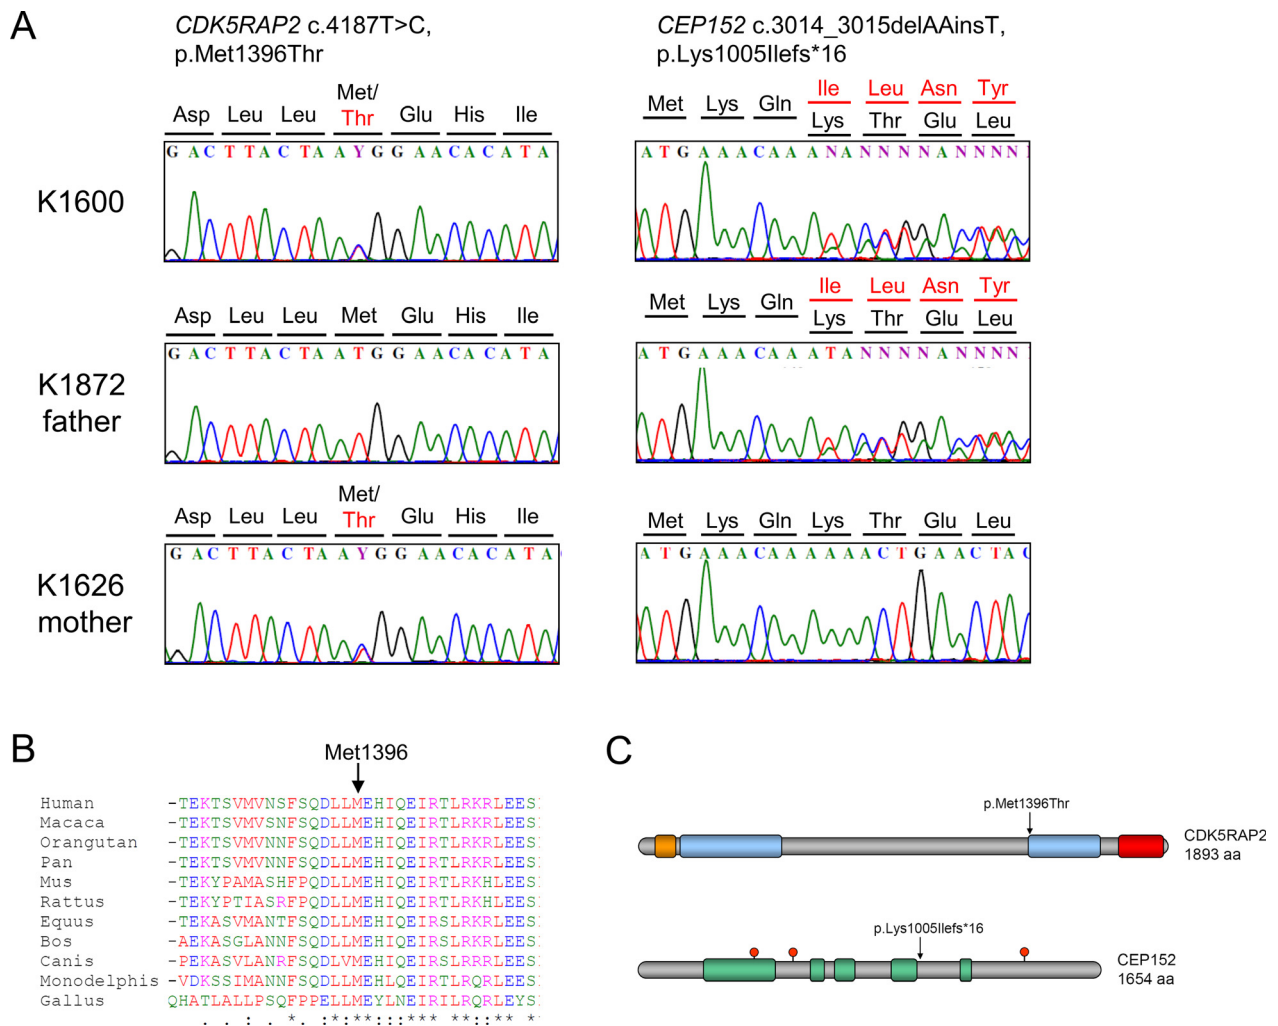 A
CDK5RAP2 c.4187T>C,
p.Met1396Thr
CEP152 c.3014_3015delAAinsT,
p.Lys1005Ilefs*16
K1600
Met/
Asp Leu Leu Thr Glu His Ile
G A C T T A C T A A Y G G A A C A C A T A
Ile Leu Asn Tyr
Met Lys Gln Lys Thr Glu Leu
A T G A A A C A A A N A N N N N A N N N N
K1872
father
Asp Leu Leu Met Glu His Ile
G A C T T A C T A A T G G A A C A C A T A
Ile Leu Asn Tyr
Met Lys Gln Lys Thr Glu Leu
A T G A A A C A A A T A N N N N A N N N N
K1626
mother
Met/
Asp Leu Leu Thr Glu His Ile
G A C T T A C T A A Y G G A A C A C A T A
Met Lys Gln Lys Thr Glu Leu
A T G A A A C A A A A A A C T G A A C T A C
B
Met1396
Human -TEKTSVMVNSFSQDLLMEHIQEIRTLRKRLEES
Macaca -TEKTSVMVSNFSQDLLMEHIQEIRTLRKRLEES
Orangutan -TEKTSVMVNNFSQDLLMEHIQEIRTLRKRLEES
Pan -TEKTSVMVNNFSQDLLMEHIQEIRTLRKRLEES
Mus -TEKYPAMASHFPQDLLMEHIQEIRTLRKHLEES
Rattus -TEKYPTIASRFPQDLLMEHIQEIRSLRKHLEES
Equus -TEKASVMANTFSQDLLMEHIQEIRSLRKRLEES
Bos -AEKASGLANNFSQDLLMEHIQEIRSLRKRLEES
Canis -PEKASVLANRFSQDLLMEHIQEIRSLRKRLEES
Monodelphis -VDKSSIMANTFSQDLLMEHIQEIRTLRQRLEES
Gallus QHATLALLPSQFPPELLMEYLNEIRILRQRLEYS
. . : . *. :*:**::*** **::** *
C
p.Met1396Thr
CDK5RAP2
1893 aa
p.Lys1005Ilefs*16
CEP152
1654 aa